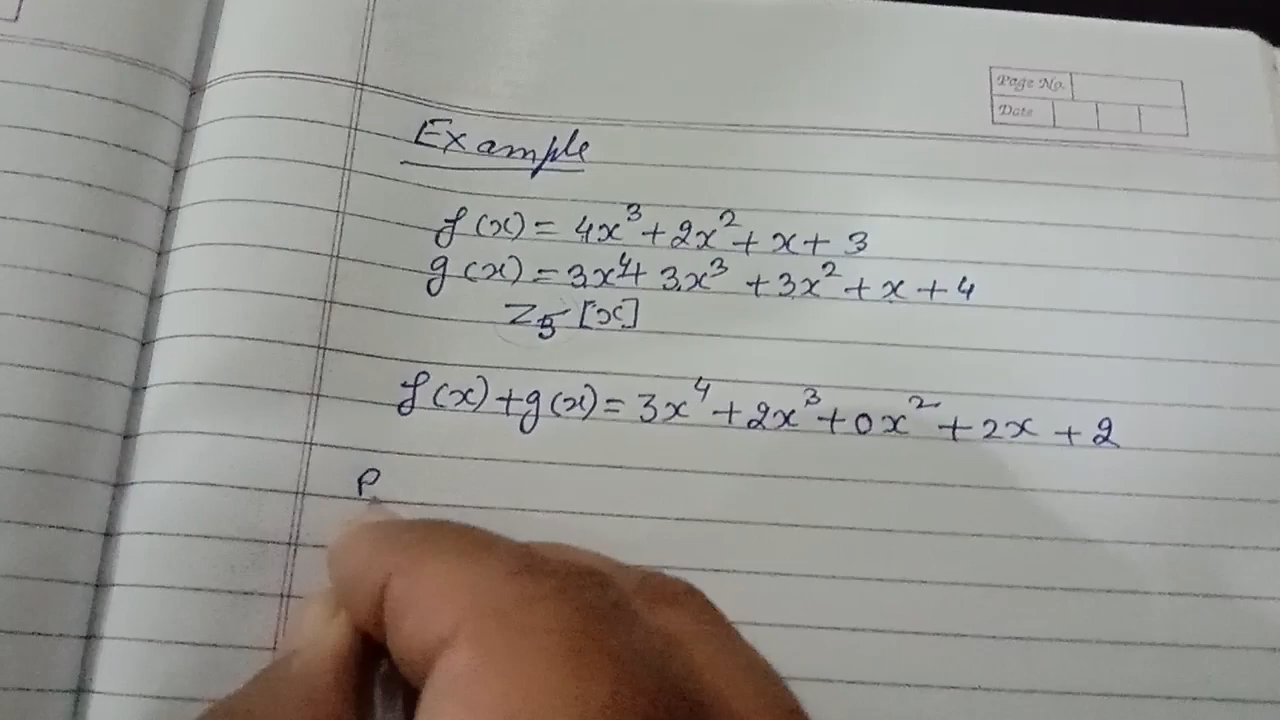 Page No.
Date
Example
f(x) = 4x³ + 2x² + x + 3
g(x) = 3x⁴ + 3x³ + 3x² + x + 4
Z₅ [x]
f(x) + g(x) = 3x⁴ + 2x³ + 0x² + 2x + 2
P